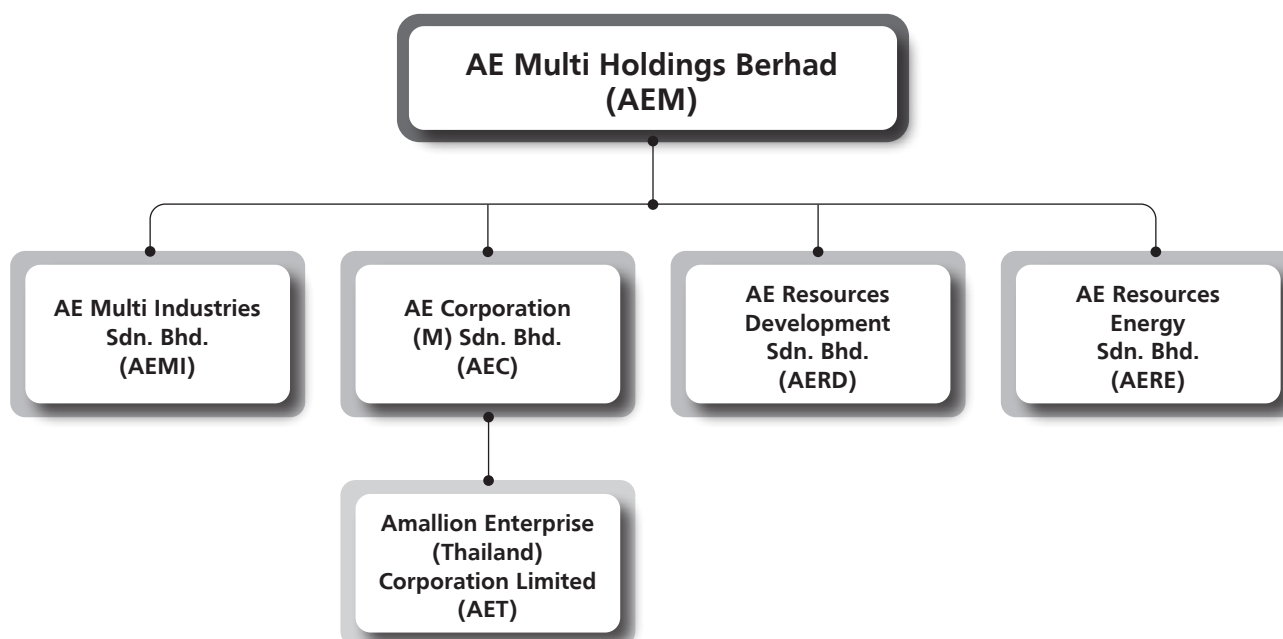 AE Multi Holdings Berhad
(AEM)
AE Multi Industries
Sdn. Bhd.
(AEMI)
AE Corporation
(M) Sdn. Bhd.
(AEC)
AE Resources
Development
Sdn. Bhd.
(AERD)
AE Resources
Energy
Sdn. Bhd.
(AERE)
Amallion Enterprise
(Thailand)
Corporation Limited
(AET)